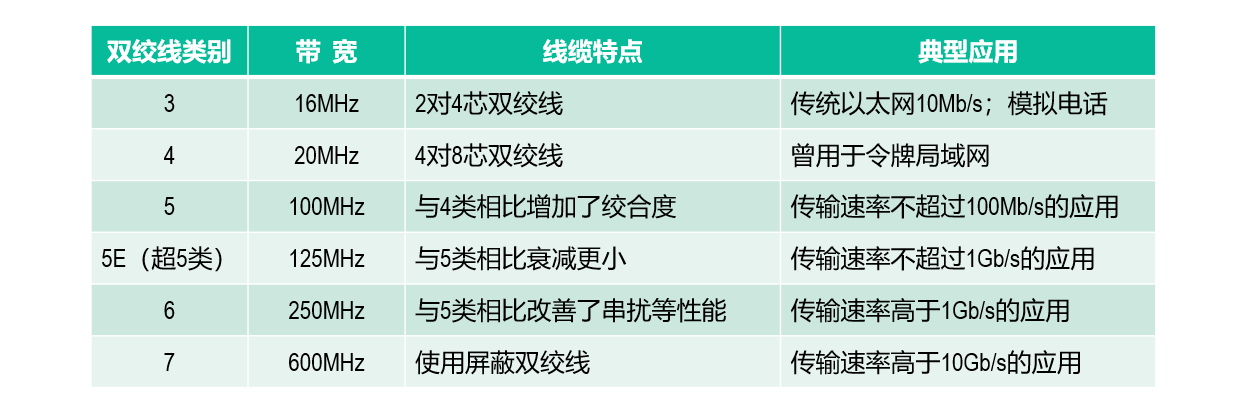 双绞线类别 带 宽 线缆特点 典型应用
3 16MHz 2对4芯双绞线 传统以太网10Mb/s；模拟电话
4 20MHz 4对8芯双绞线 曾用于令牌局域网
5 100MHz 与4类相比增加了绞合度 传输速率不超过100Mb/s的应用
5E（超5类） 125MHz 与5类相比衰减更小 传输速率不超过1Gb/s的应用
6 250MHz 与5类相比改善了串扰等性能 传输速率高于1Gb/s的应用
7 600MHz 使用屏蔽双绞线 传输速率高于10Gb/s的应用